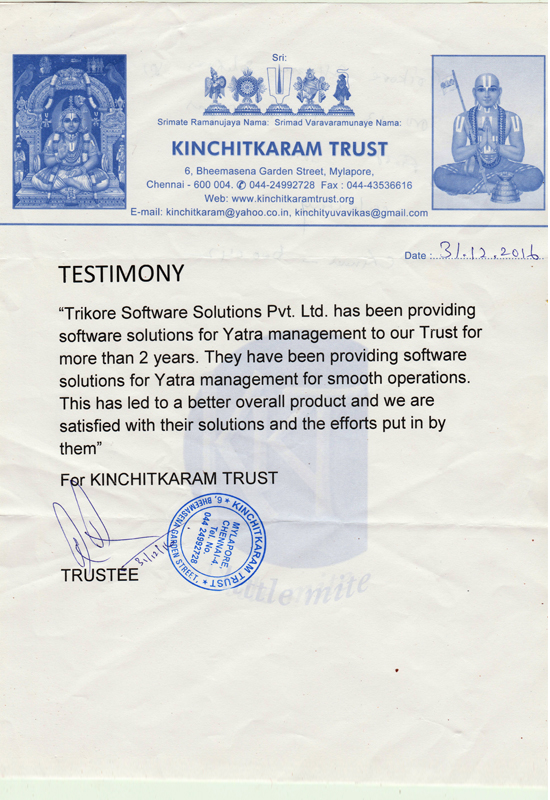 Sri:
Srimate Ramanujaya Nama: Srimad Varavaramunaye Nama:
KINCHITKARAM TRUST
6, Bheemasena Garden Street, Mylapore,
Chennai - 600 004. ✆ 044-24992728 Fax : 044-43536616
Web: www.kinchitkaramtrust.org
E-mail: kinchitkaram@yahoo.co.in, kinchityuvavikas@gmail.com
Date : 31.12.2016
TESTIMONY
“Trikore Software Solutions Pvt. Ltd. has been providing
software solutions for Yatra management to our Trust for
more than 2 years. They have been providing software
solutions for Yatra management for smooth operations.
This has led to a better overall product and we are
satisfied with their solutions and the efforts put in by
them”
For KINCHITKARAM TRUST
31/12/16
TRUSTEE
★ KINCHITKARAM TRUST ★ 6, BHEEMASENA GARDEN STREET,
MYLAPORE,
CHENNAI-4.
Tel. No.
044 24992728
KKT
little mite